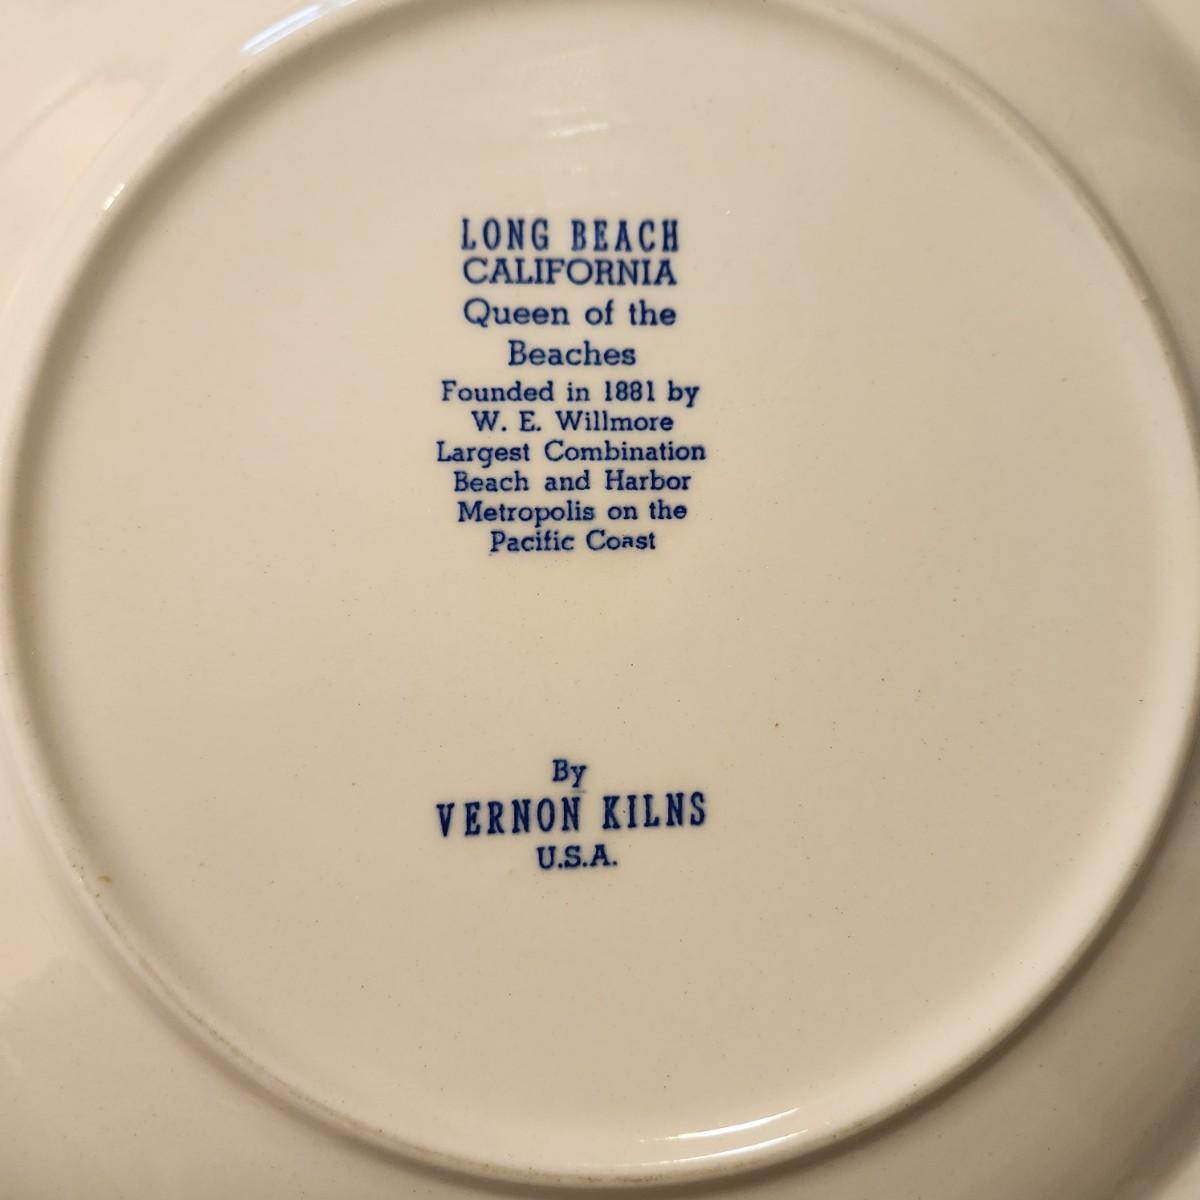 LONG BEACH
CALIFORNIA
Queen of the
Beaches
Founded in 1881 by
W. E. Willmore
Largest Combination
Beach and Harbor
Metropolis on the
Pacific Coast
By
VERNON KILNS
U.S.A.